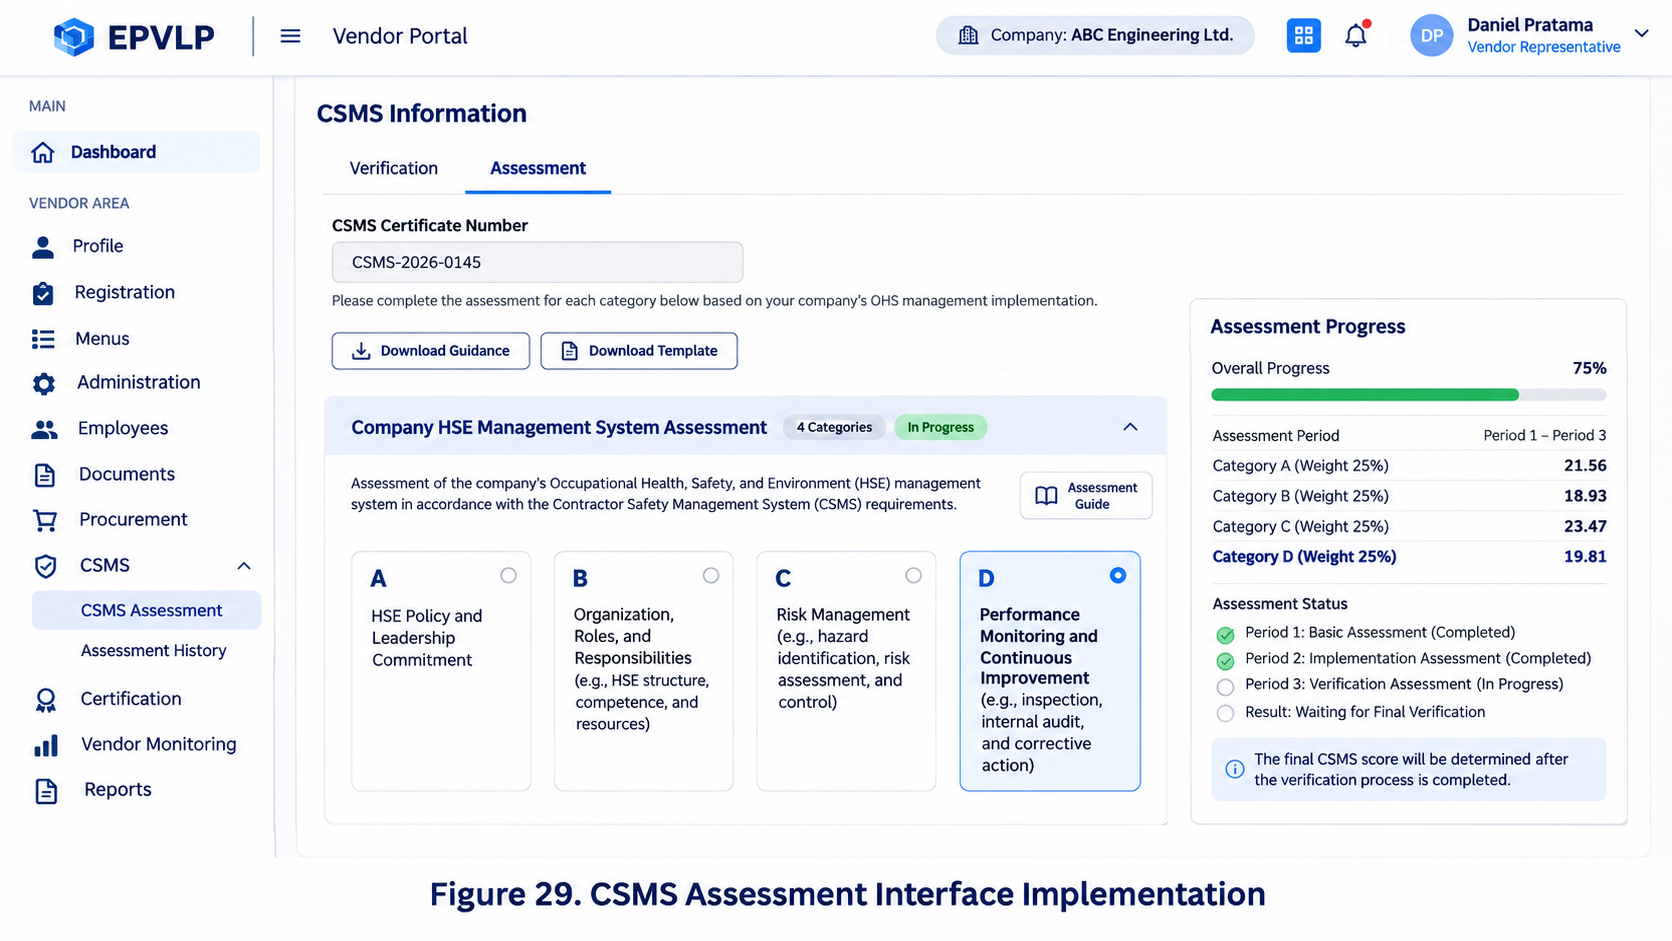 EPVLP
Vendor Portal
Company: ABC Engineering Ltd.
DP
Daniel Pratama
Vendor Representative
MAIN
Dashboard
VENDOR AREA
Profile
Registration
Menus
Administration
Employees
Documents
Procurement
CSMS
CSMS Assessment
Assessment History
Certification
Vendor Monitoring
Reports
CSMS Information
Verification
Assessment
CSMS Certificate Number
CSMS-2026-0145
Please complete the assessment for each category below based on your company's OHS management implementation.
Download Guidance
Download Template
Company HSE Management System Assessment
4 Categories
In Progress
Assessment of the company's Occupational Health, Safety, and Environment (HSE) management
system in accordance with the Contractor Safety Management System (CSMS) requirements.
Assessment
Guide
A
HSE Policy and
Leadership
Commitment
B
Organization,
Roles, and
Responsibilities
(e.g., HSE structure,
competence, and
resources)
C
Risk Management
(e.g., hazard
identification, risk
assessment, and
control)
D
Performance
Monitoring and
Continuous
Improvement
(e.g., inspection,
internal audit,
and corrective
action)
Assessment Progress
Overall Progress 75%
Assessment Period Period 1 – Period 3
Category A (Weight 25%) 21.56
Category B (Weight 25%) 18.93
Category C (Weight 25%) 23.47
Category D (Weight 25%) 19.81
Assessment Status
Period 1: Basic Assessment (Completed)
Period 2: Implementation Assessment (Completed)
Period 3: Verification Assessment (In Progress)
Result: Waiting for Final Verification
The final CSMS score will be determined after
the verification process is completed.
Figure 29. CSMS Assessment Interface Implementation